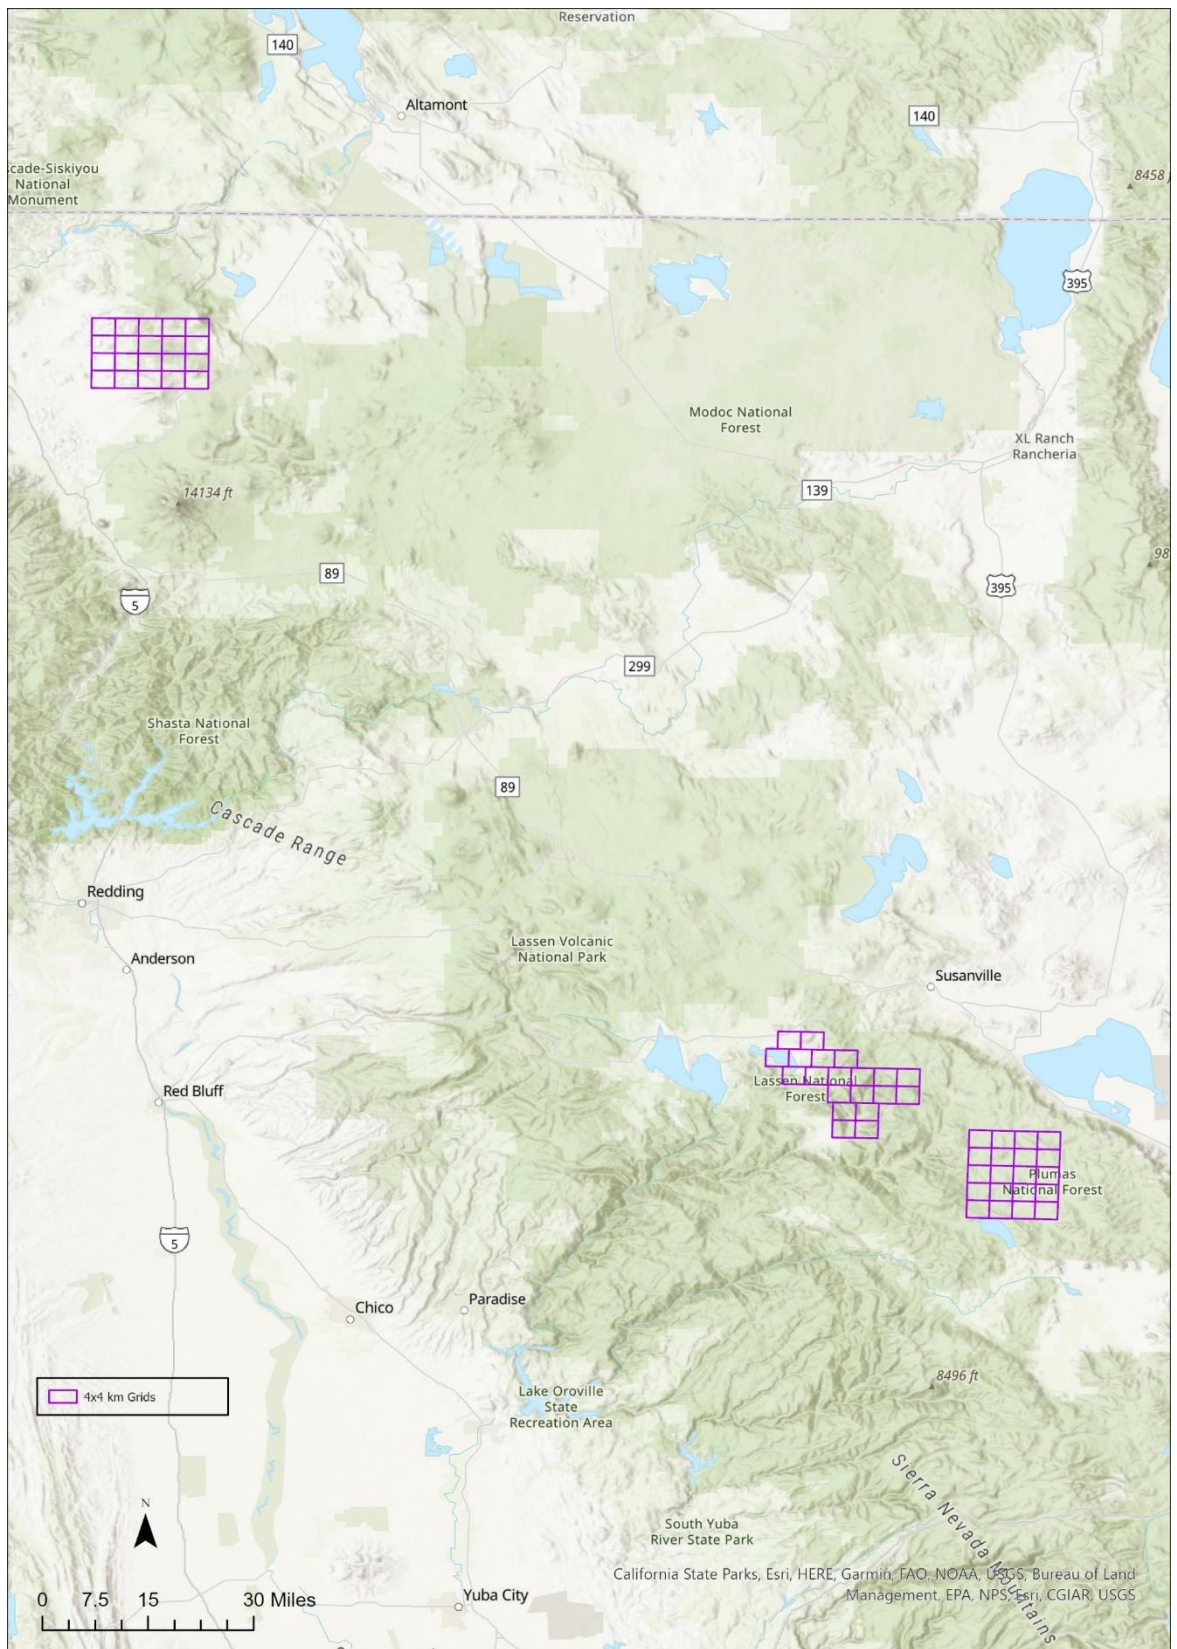 Reservation
140
Altamont
140
scade-Siskiyou
National
Monument
8458 f
395
Modoc National
Forest
XL Ranch
Rancheria
14134 ft
139
98
89
5
395
299
Shasta National
Forest
89
Cascade Range
Redding
Lassen Volcanic
National Park
Anderson
Susanville
Red Bluff
Lassen National
Forest
Plumas
National Forest
5
Paradise
Chico
8496 ft
4x4 km Grids
Lake Oroville
State
Recreation Area
Sierra Nevada Mountains
N
South Yuba
River State Park
California State Parks, Esri, HERE, Garmin, FAO, NOAA, USGS, Bureau of Land
Management, EPA, NPS, Esri, CGIAR, USGS
0 7.5 15 30 Miles
Yuba City